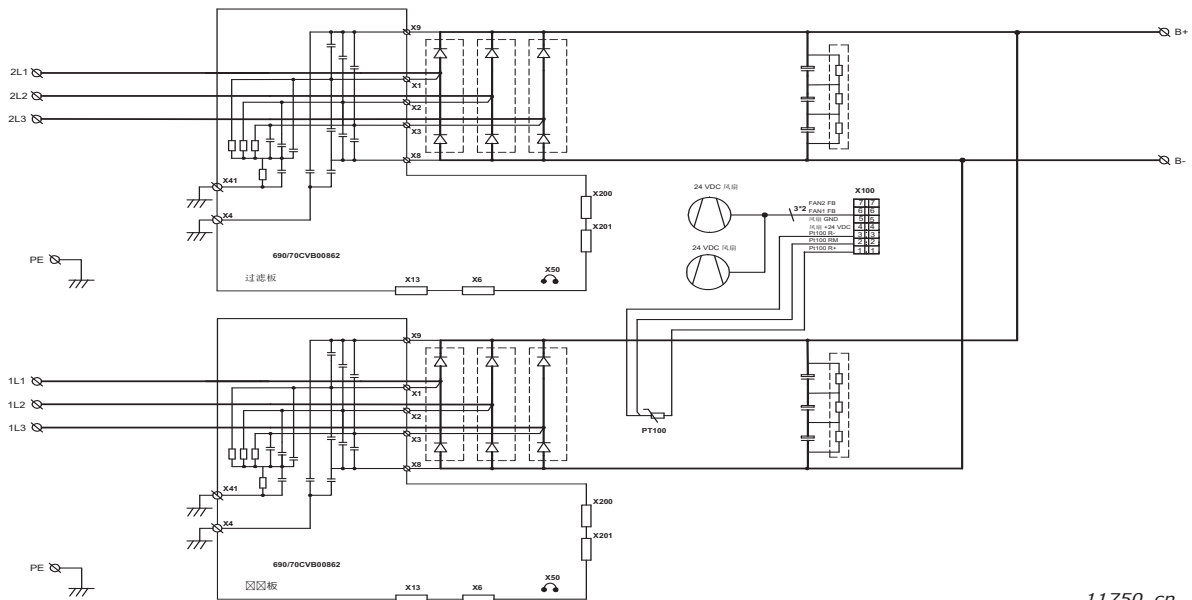 X9
B+
2L1
X1
2L2
X2
2L3
X3
X8
B-
X41
X200
X4
X201
24 VDC 风扇
X100
3*2
FAN2 FB 7 7
FAN1 FB 6 6
风扇 GND 5 5
风扇 +24 VDC 4 4
Pt100 R- 3 3
Pt100 RM 2 2
Pt100 R+ 1 1
24 VDC 风扇
PE
690/70CVB00862
过滤板
X13
X6
X50
X9
1L1
X1
1L2
X2
1L3
X3
PT100
X8
X41
X200
X4
X201
PE
690/70CVB00862
板
X13
X6
X50
11750.cn